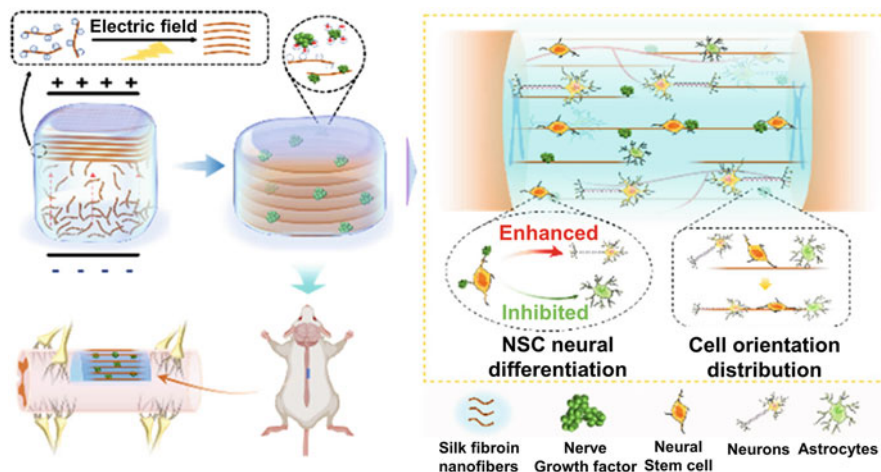 Electric field
+ + + +
- - - -
Enhanced
Inhibited
NSC neural
differentiation
Cell orientation
distribution
Silk fibroin
nanofibers
Nerve
Growth factor
Neural
Stem cell
Neurons
Astrocytes